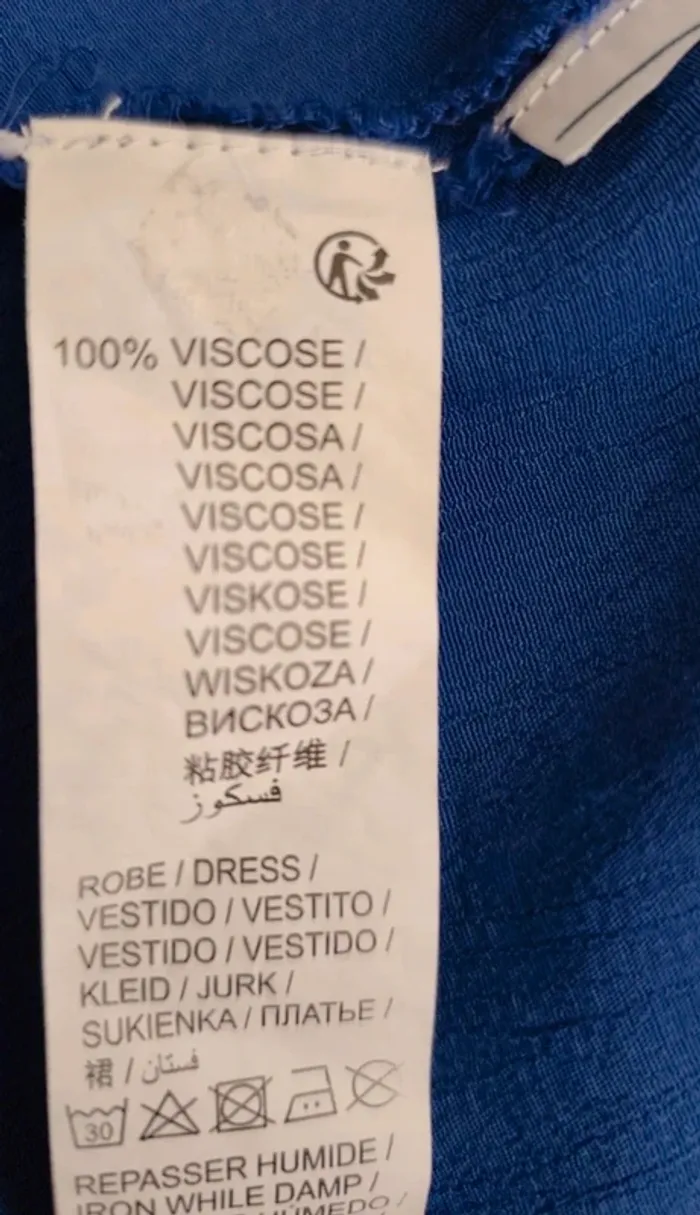 100% VISCOSE /
VISCOSE /
VISCOSA /
VISCOSA /
VISCOSE /
VISCOSE /
VISKOSE /
VISCOSE /
WISKOZA /
ВИСКОЗА /
粘胶纤维 /
فسكوز
ROBE / DRESS /
VESTIDO / VESTITO /
VESTIDO / VESTIDO /
KLEID / JURK /
SUKIENKA / ПЛАТЬЕ /
裙 / فستان
30
REPASSER HUMIDE /
IRON WHILE DAMP /
HÚMEDO /